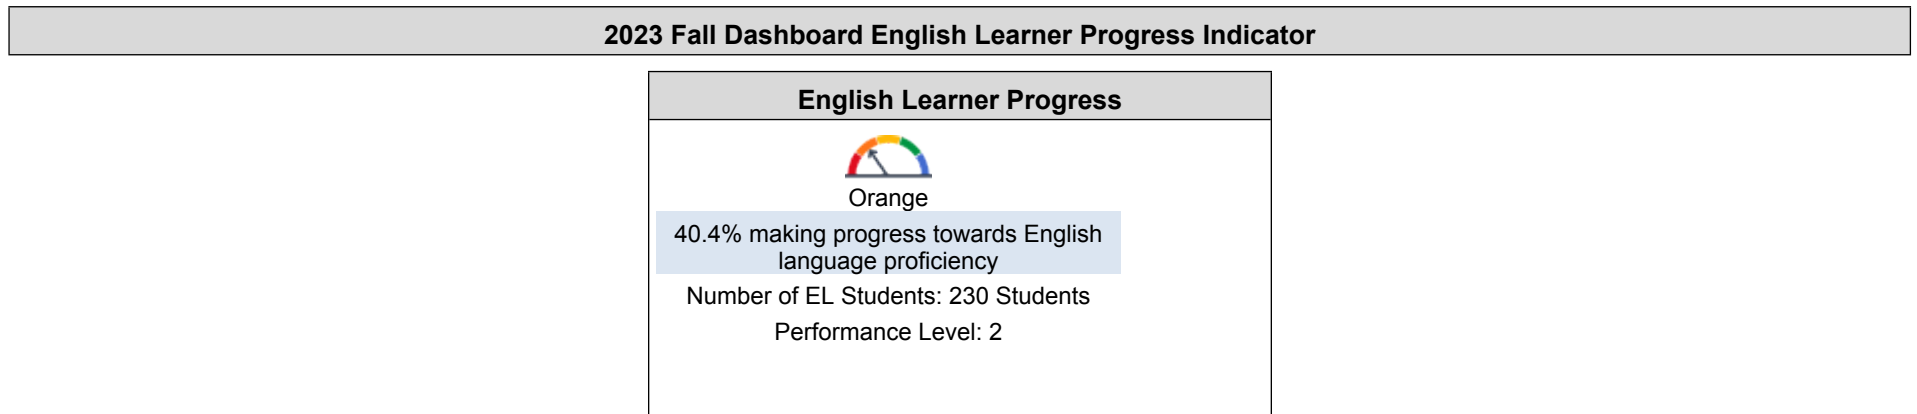 2023 Fall Dashboard English Learner Progress Indicator
English Learner Progress
Orange
40.4% making progress towards English
language proficiency
Number of EL Students: 230 Students
Performance Level: 2